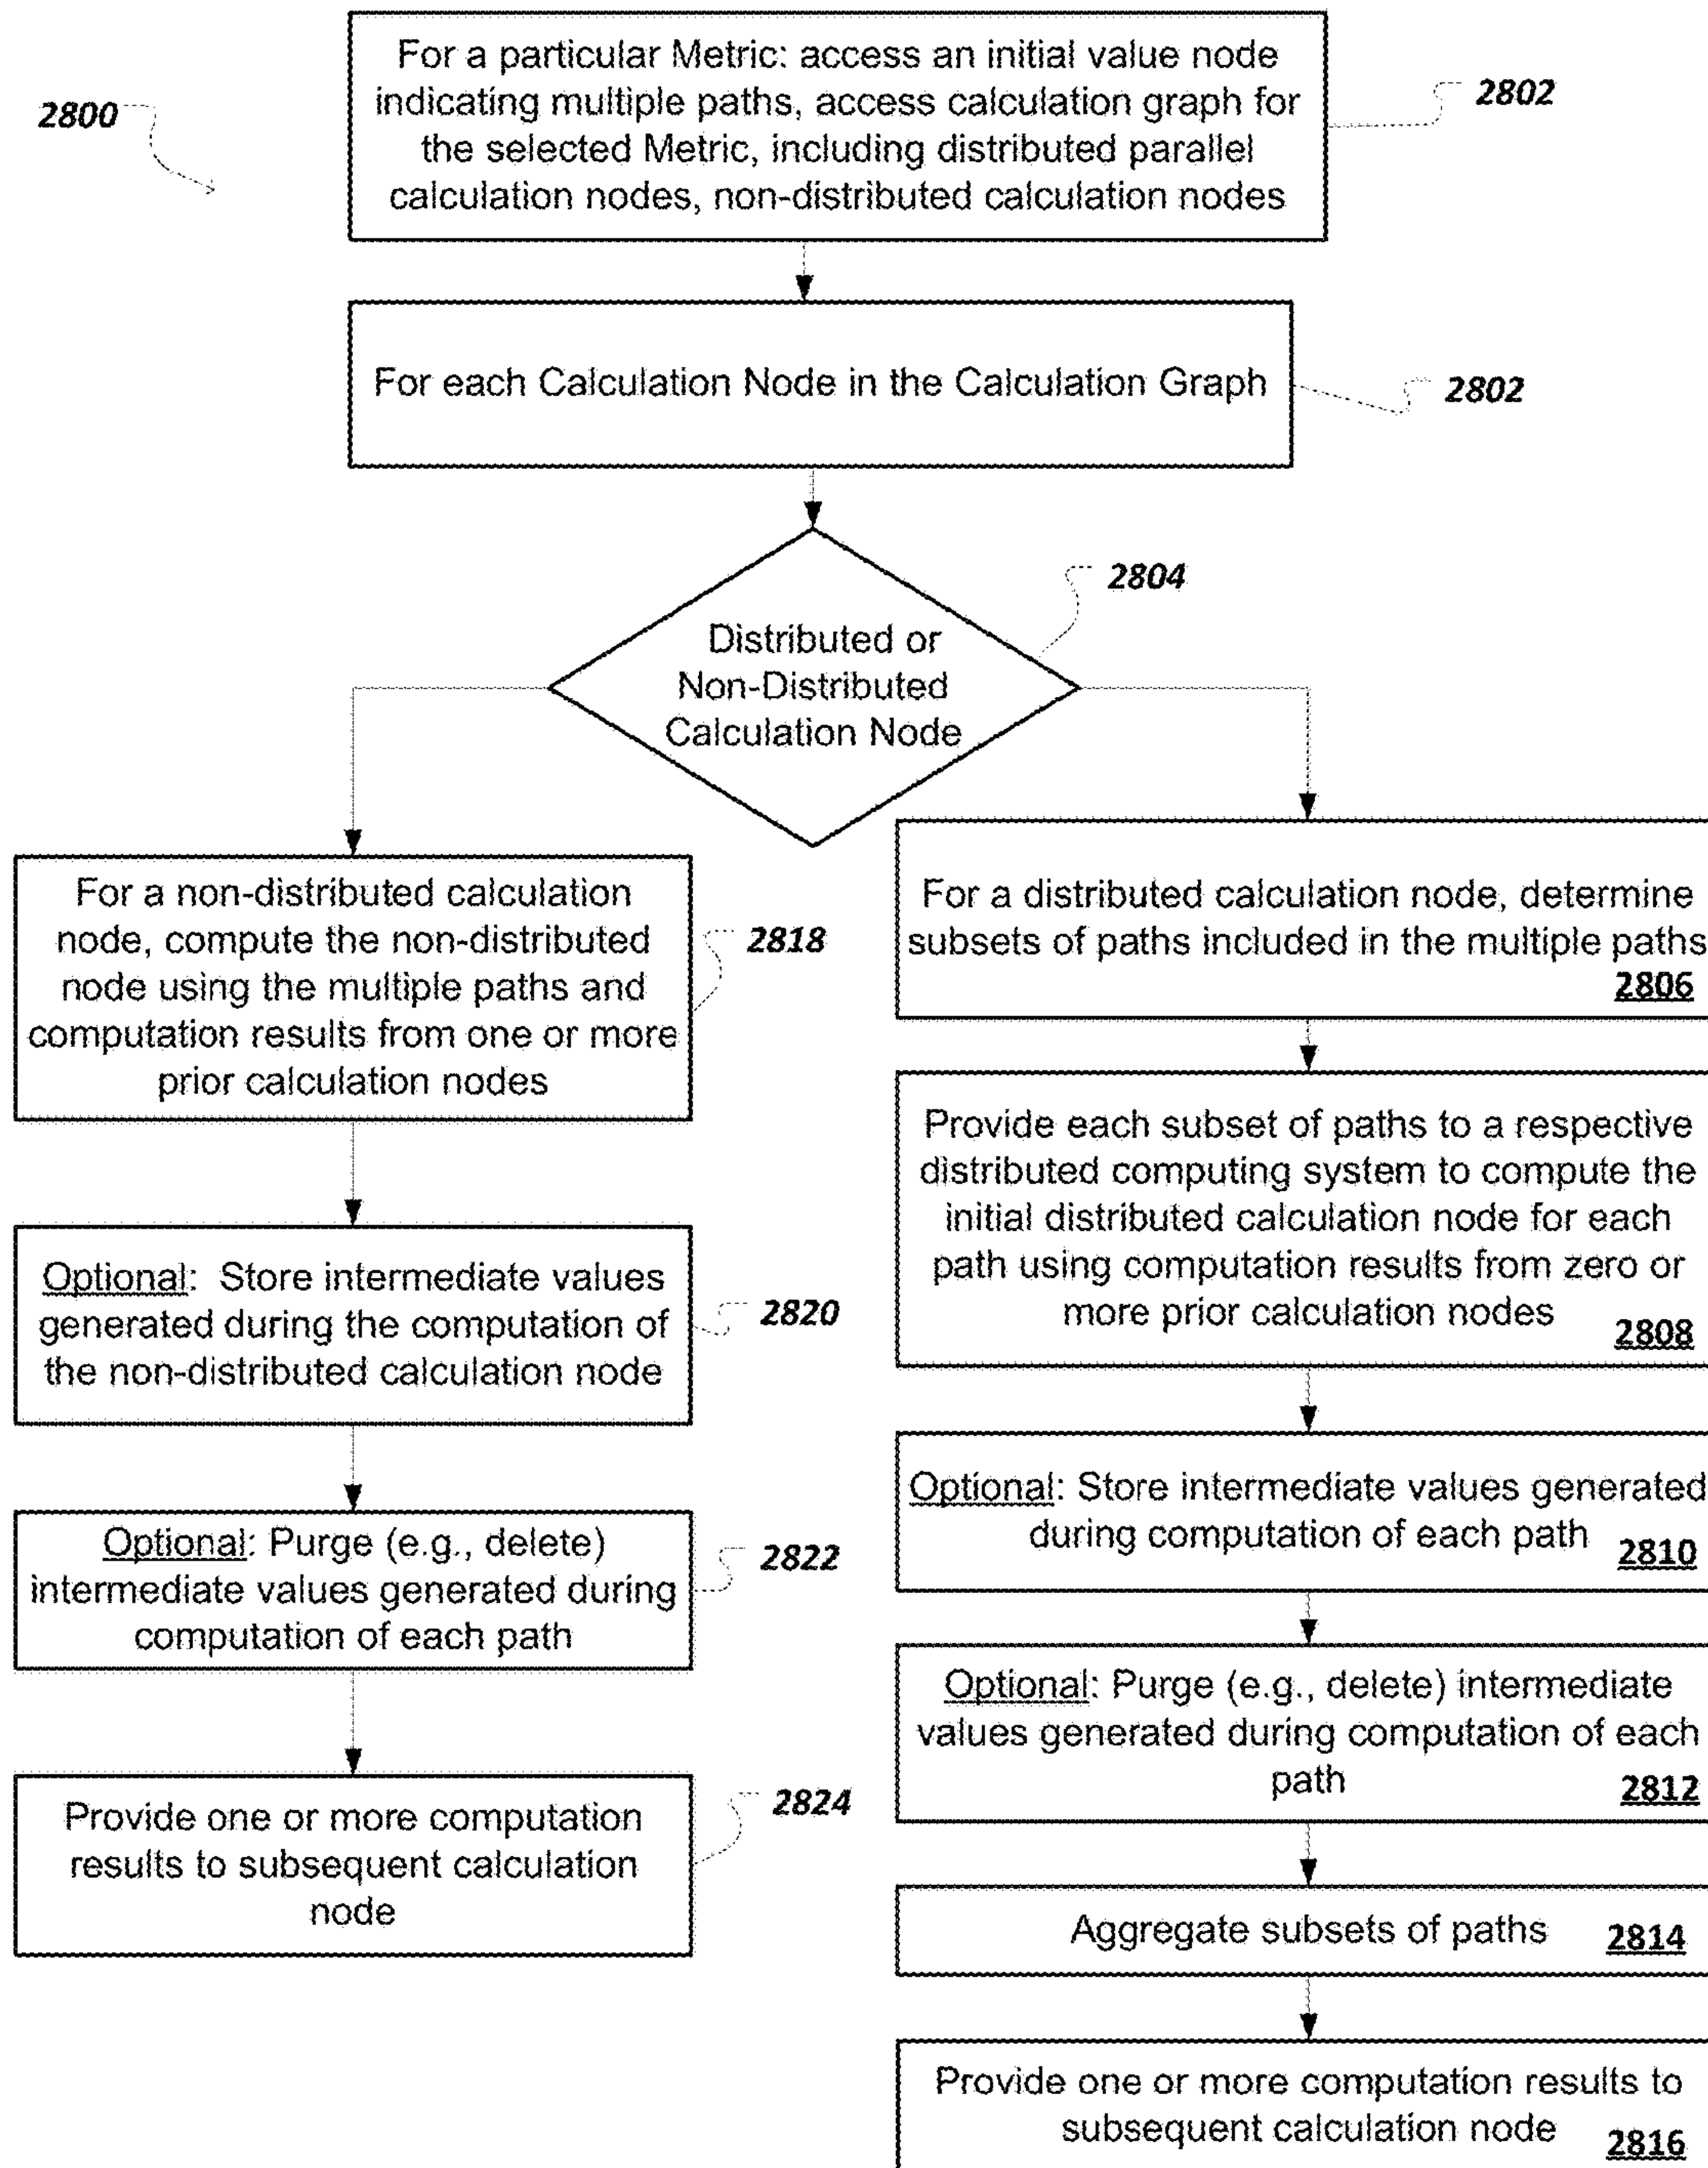 For a particular Metric: access an initial value node
indicating multiple paths, access calculation graph for
the selected Metric, including distributed parallel
calculation nodes, non-distributed calculation nodes
2800
2802
For each Calculation Node in the Calculation Graph
2802
Distributed or
Non-Distributed
Calculation Node
2804
For a non-distributed calculation
node, compute the non-distributed
node using the multiple paths and
computation results from one or more
prior calculation nodes
2818
Optional: Store intermediate values
generated during the computation of
the non-distributed calculation node
2820
Optional: Purge (e.g., delete)
intermediate values generated during
computation of each path
2822
Provide one or more computation
results to subsequent calculation
node
2824
For a distributed calculation node, determine
subsets of paths included in the multiple paths
2806
Provide each subset of paths to a respective
distributed computing system to compute the
initial distributed calculation node for each
path using computation results from zero or
more prior calculation nodes
2808
Optional: Store intermediate values generated
during computation of each path
2810
Optional: Purge (e.g., delete) intermediate
values generated during computation of each
path
2812
Aggregate subsets of paths
2814
Provide one or more computation results to
subsequent calculation node
2816